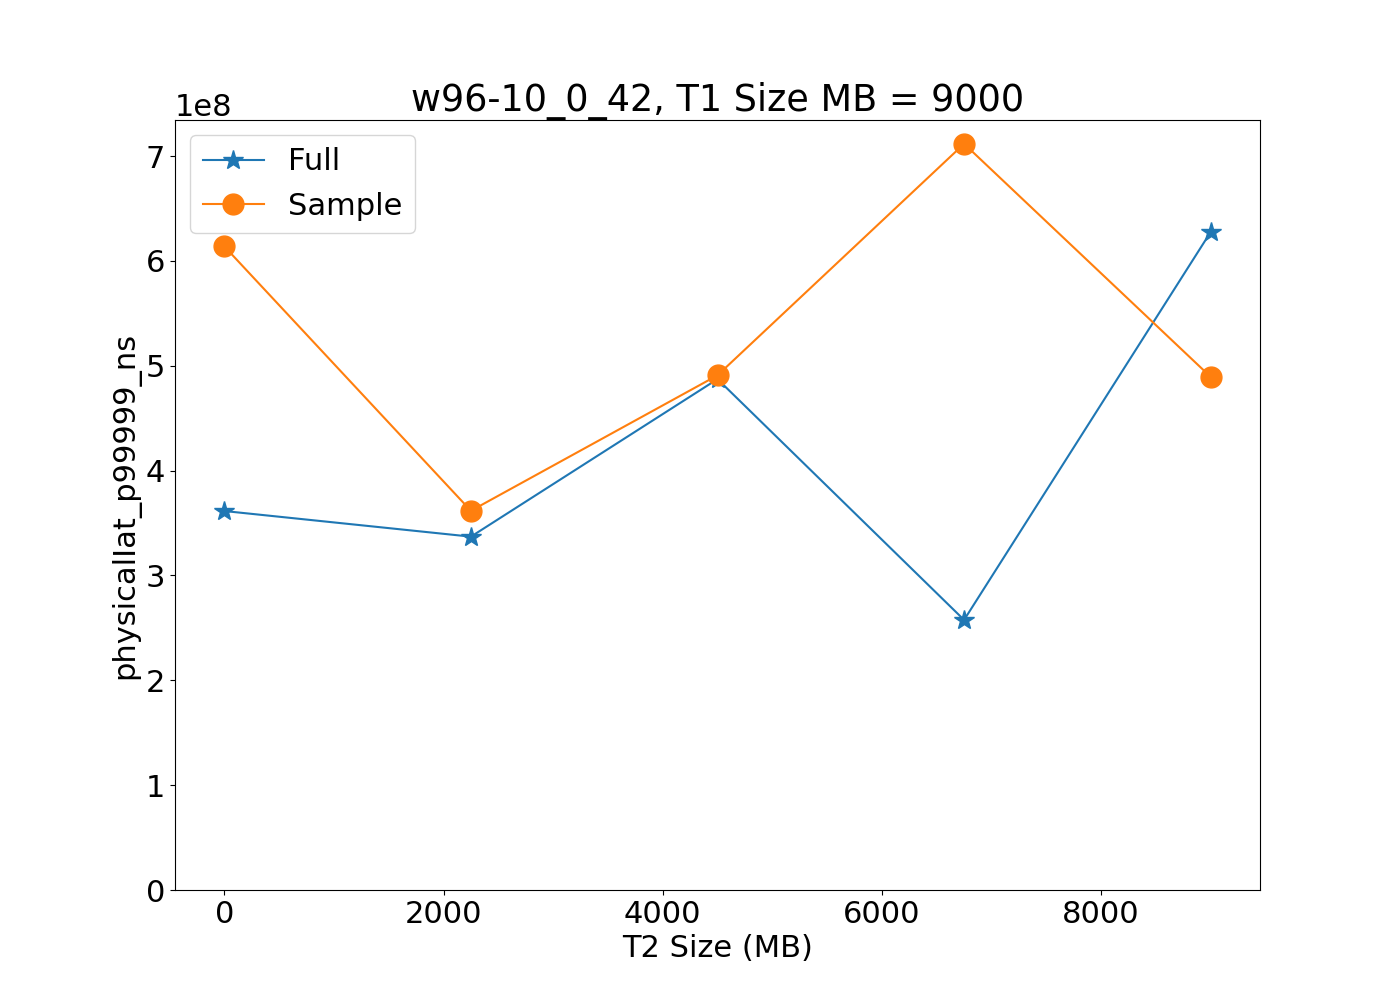 w96-10_0_42, T1 Size MB = 9000
1e8
Full
Sample
7
6
5
4
3
2
1
0
physicallat_p99999_ns
0 2000 4000 6000 8000
T2 Size (MB)